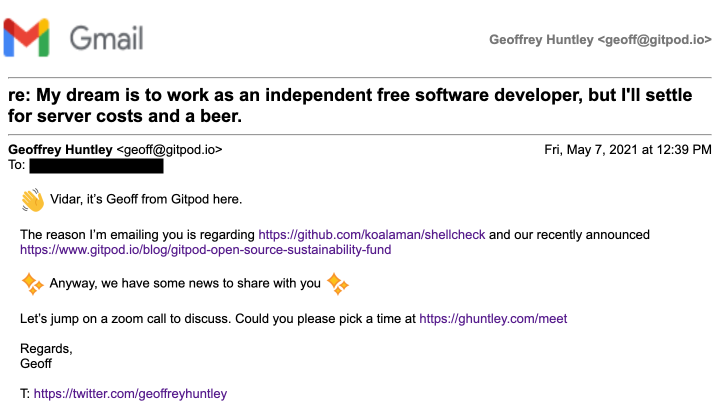 Gmail
Geoffrey Huntley <geoff@gitpod.io>
re: My dream is to work as an independent free software developer, but I'll settle
for server costs and a beer.
Geoffrey Huntley <geoff@gitpod.io>
Fri, May 7, 2021 at 12:39 PM
To:
👋 Vidar, it’s Geoff from Gitpod here.
The reason I’m emailing you is regarding https://github.com/koalaman/shellcheck and our recently announced
https://www.gitpod.io/blog/gitpod-open-source-sustainability-fund
✨ Anyway, we have some news to share with you ✨
Let’s jump on a zoom call to discuss. Could you please pick a time at https://ghuntley.com/meet
Regards,
Geoff
T: https://twitter.com/geoffreyhuntley